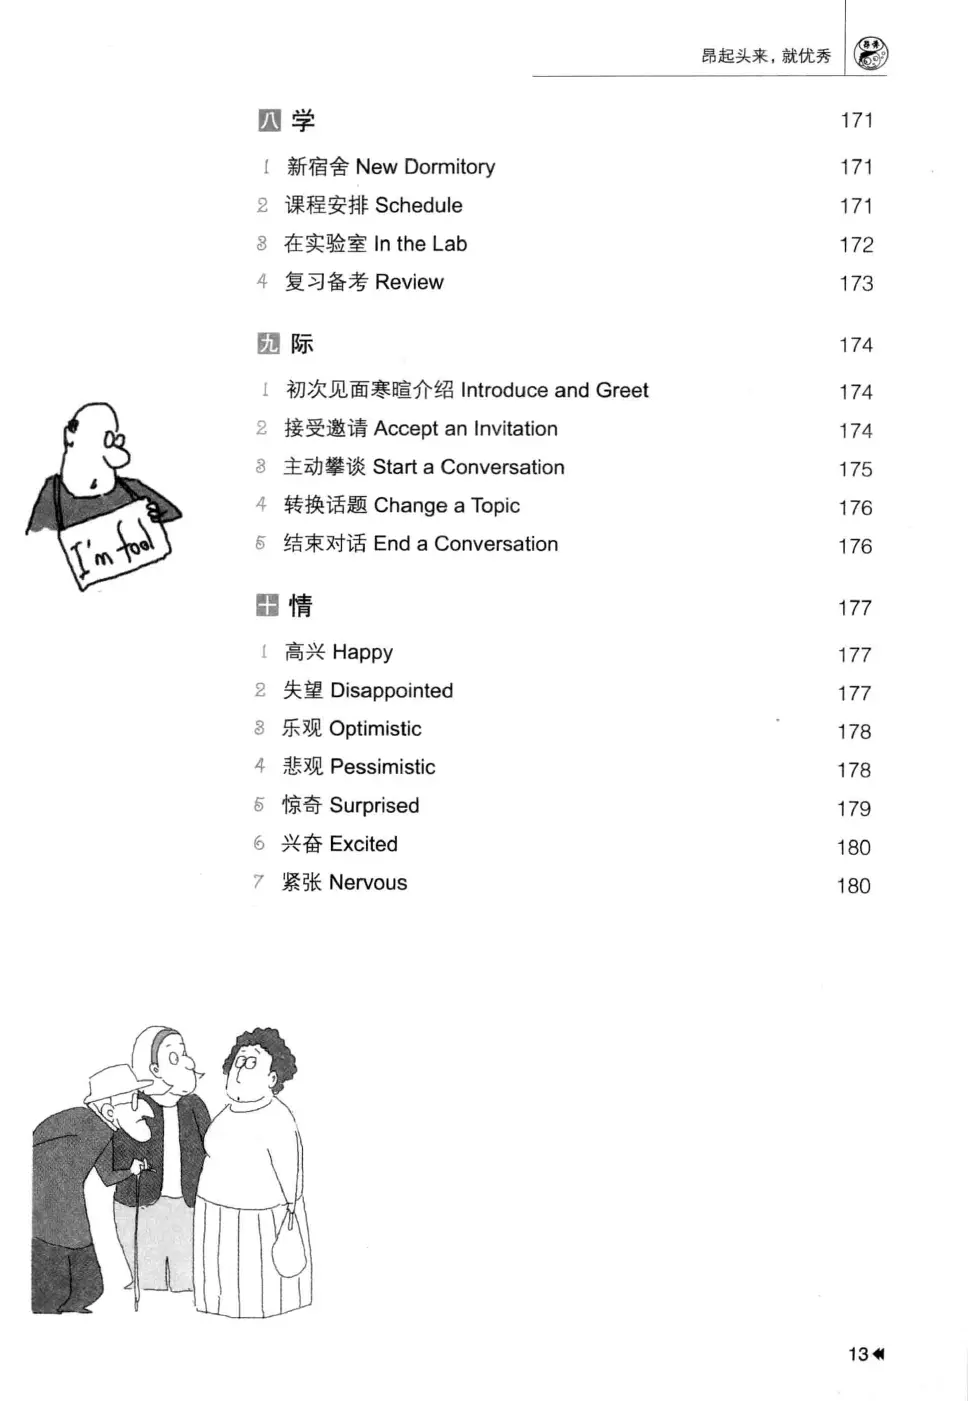 昂起头来，就优秀
八 学 171
1 新宿舍 New Dormitory 171
2 课程安排 Schedule 171
3 在实验室 In the Lab 172
4 复习备考 Review 173
九 际 174
1 初次见面寒暄介绍 Introduce and Greet 174
2 接受邀请 Accept an Invitation 174
3 主动攀谈 Start a Conversation 175
4 转换话题 Change a Topic 176
5 结束对话 End a Conversation 176
I'm fool
十 情 177
1 高兴 Happy 177
2 失望 Disappointed 177
3 乐观 Optimistic 178
4 悲观 Pessimistic 178
5 惊奇 Surprised 179
6 兴奋 Excited 180
7 紧张 Nervous 180
13